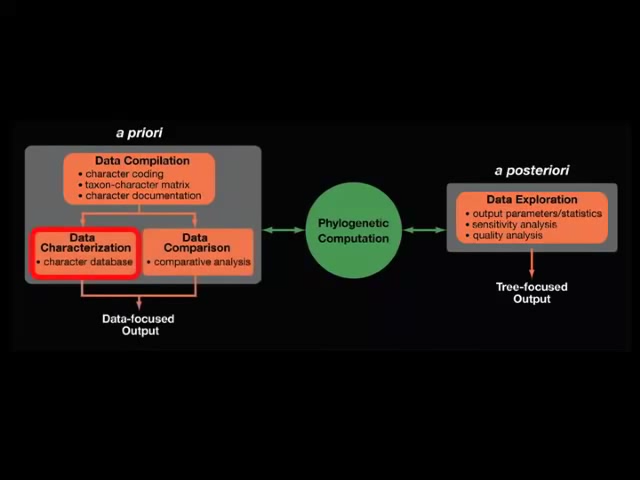 a priori
Data Compilation
• character coding
• taxon-character matrix
• character documentation
Data
Characterization
• character database
Data
Comparison
• comparative analysis
Data-focused
Output
Phylogenetic
Computation
a posteriori
Data Exploration
• output parameters/statistics
• sensitivity analysis
• quality analysis
Tree-focused
Output